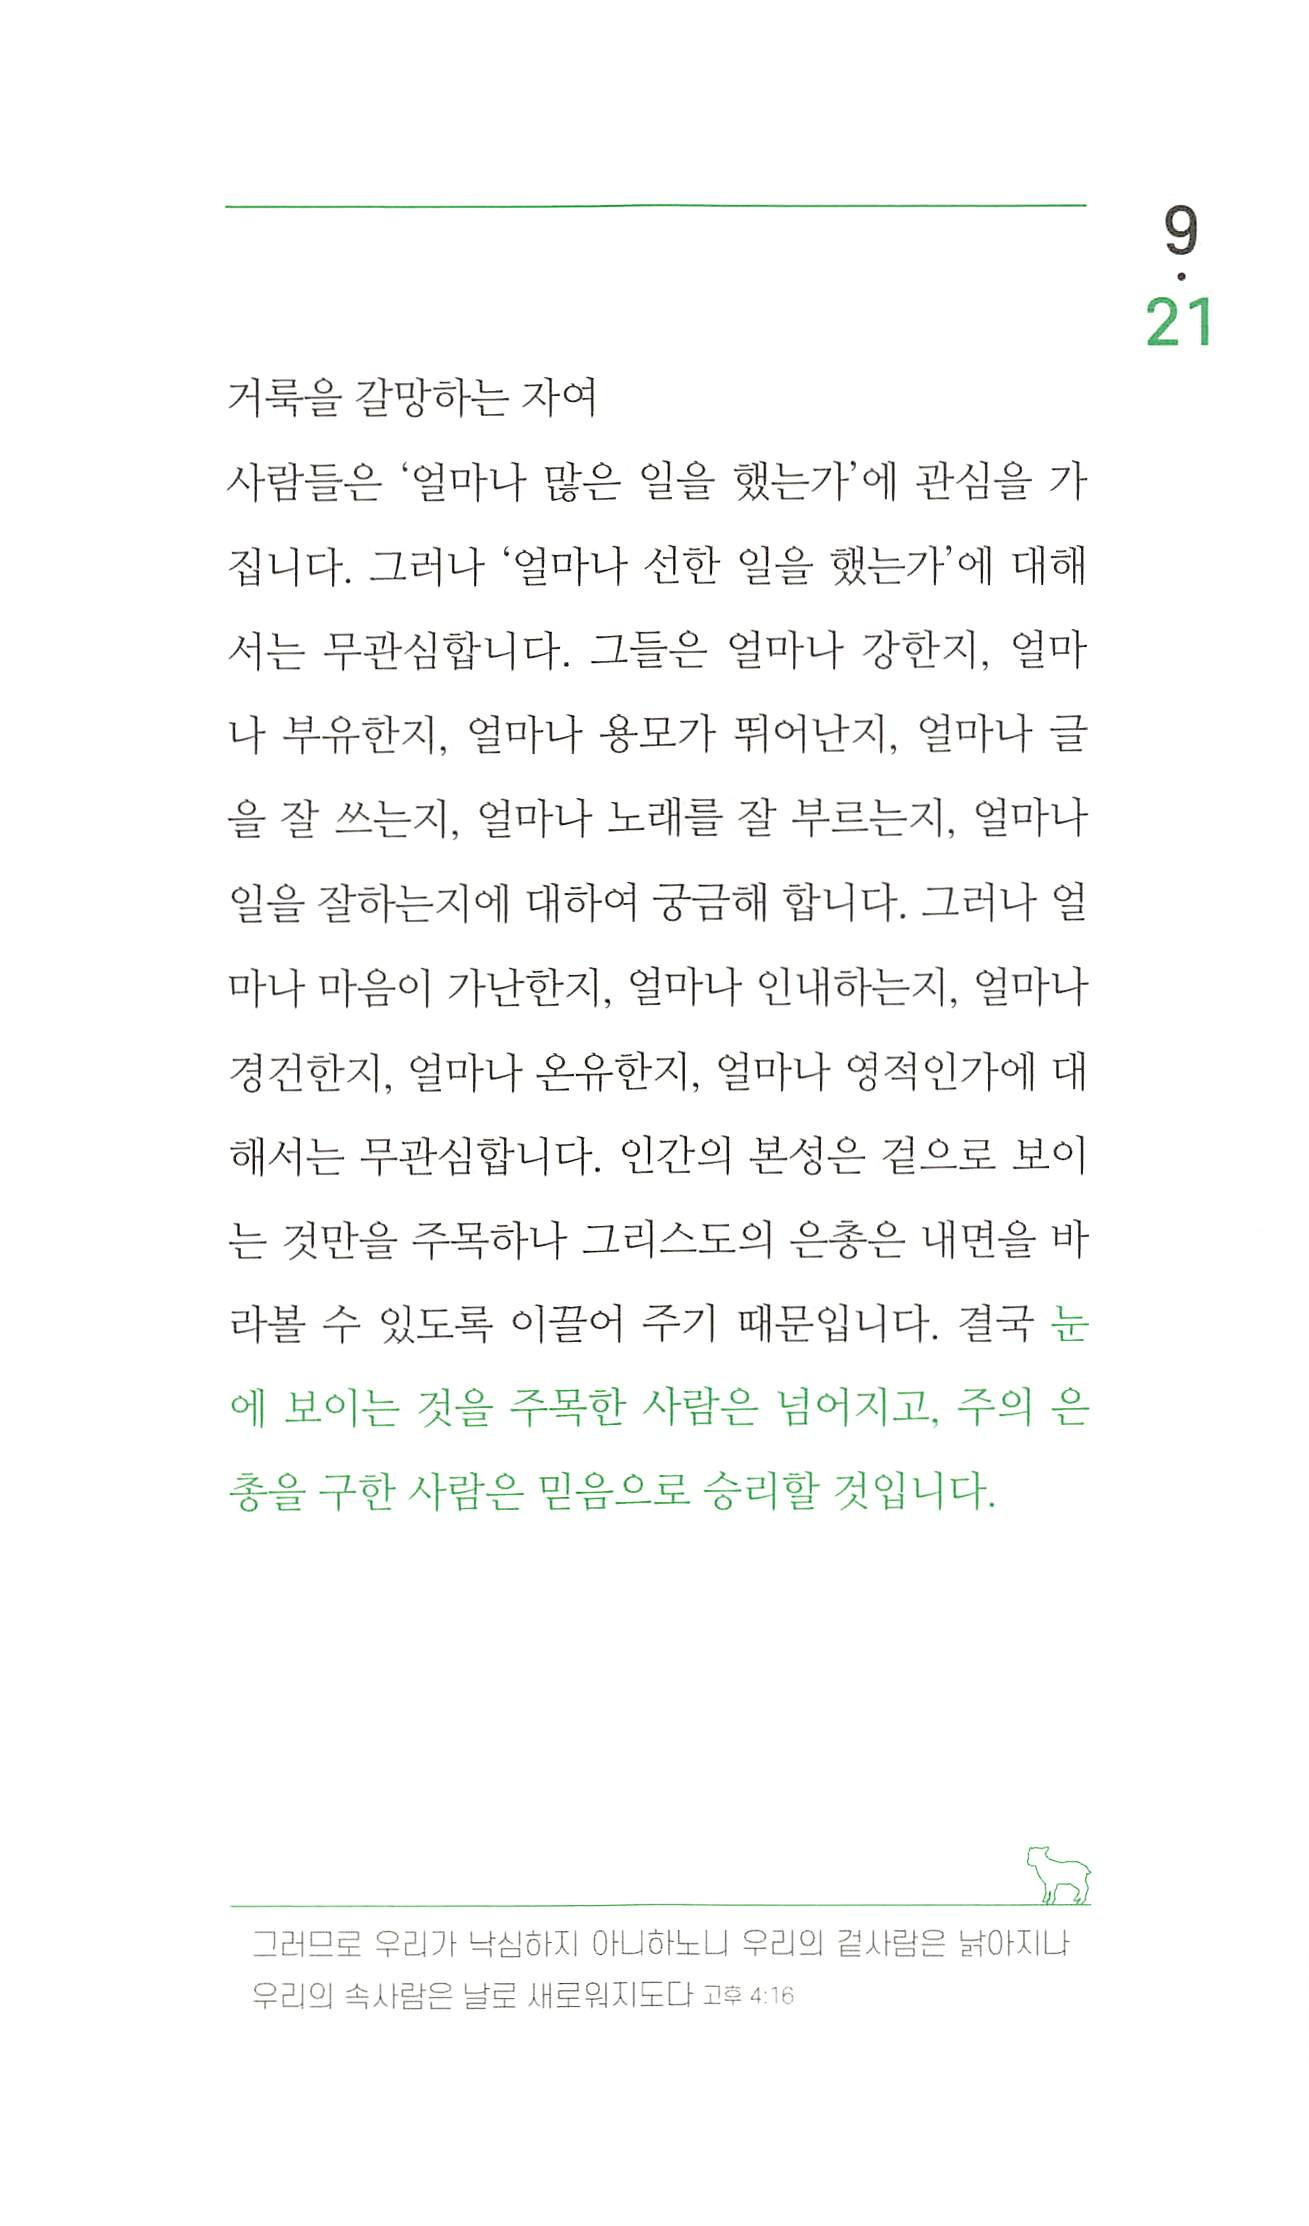 9
·
21
거룩을 갈망하는 자여
사람들은 ‘얼마나 많은 일을 했는가’에 관심을 가
집니다. 그러나 ‘얼마나 선한 일을 했는가’에 대해
서는 무관심합니다. 그들은 얼마나 강한지, 얼마
나 부유한지, 얼마나 용모가 뛰어난지, 얼마나 글
을 잘 쓰는지, 얼마나 노래를 잘 부르는지, 얼마나
일을 잘하는지에 대하여 궁금해 합니다. 그러나 얼
마나 마음이 가난한지, 얼마나 인내하는지, 얼마나
경건한지, 얼마나 온유한지, 얼마나 영적인가에 대
해서는 무관심합니다. 인간의 본성은 겉으로 보이
는 것만을 주목하나 그리스도의 은총은 내면을 바
라볼 수 있도록 이끌어 주기 때문입니다. 결국 눈
에 보이는 것을 주목한 사람은 넘어지고, 주의 은
총을 구한 사람은 믿음으로 승리할 것입니다.
그러므로 우리가 낙심하지 아니하노니 우리의 겉사람은 낡아지나
우리의 속사람은 날로 새로워지도다 고후 4:16